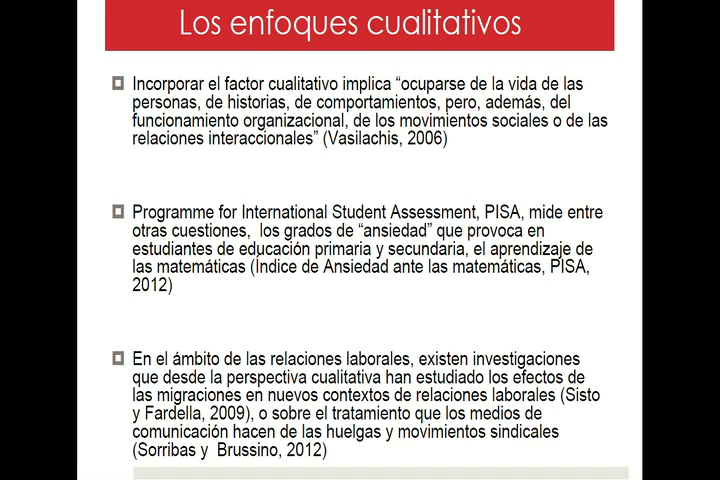 Los enfoques cualitativos
Incorporar el factor cualitativo implica “ocuparse de la vida de las
personas, de historias, de comportamientos, pero, además, del
funcionamiento organizacional, de los movimientos sociales o de las
relaciones interaccionales” (Vasilachis, 2006)
Programme for International Student Assessment, PISA, mide entre
otras cuestiones, los grados de “ansiedad” que provoca en
estudiantes de educación primaria y secundaria, el aprendizaje de
las matemáticas (Índice de Ansiedad ante las matemáticas, PISA,
2012)
En el ámbito de las relaciones laborales, existen investigaciones
que desde la perspectiva cualitativa han estudiado los efectos de
las migraciones en nuevos contextos de relaciones laborales (Sisto
y Fardella, 2009), o sobre el tratamiento que los medios de
comunicación hacen de las huelgas y movimientos sindicales
(Sorribas y Brussino, 2012)